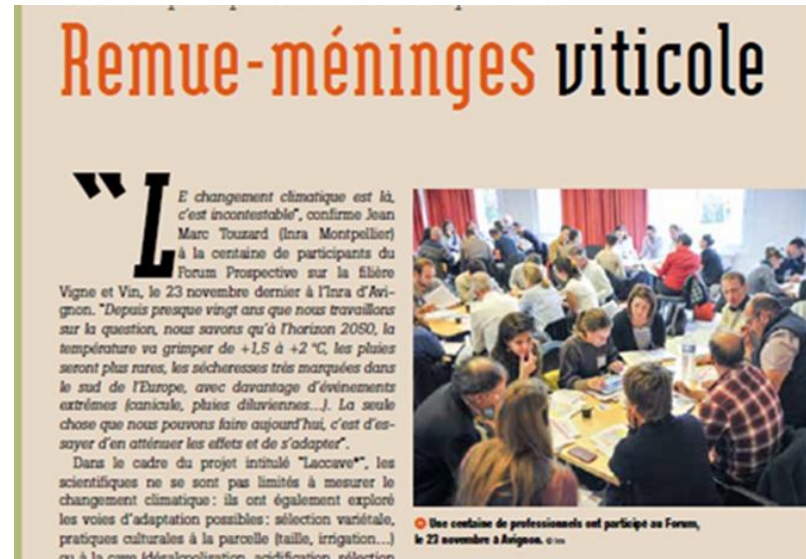 Remue-méninges viticole
"LE changement climatique est là,
c'est incontestable", confirme Jean
Marc Touzard (Inra Montpellier)
à la centaine de participants du
Forum Prospective sur la filière
Vigne et Vin, le 23 novembre dernier à l'Inra d'Avi-
gnon. "Depuis presque vingt ans que nous travaillons
sur la question, nous savons qu'à l'horizon 2050, la
température va grimper de +1,5 à +2 °C, les pluies
seront plus rares, les sécheresses très marquées dans
le sud de l'Europe, avec davantage d'événements
extrêmes (canicule, pluies diluviennes...). La seule
chose que nous pouvons faire aujourd'hui, c'est d'es-
sayer d'en atténuer les effets et de s'adapter".
Dans le cadre du projet intitulé "Laccave*", les
scientifiques ne se sont pas limités à mesurer le
changement climatique : ils ont également exploré
les voies d'adaptation possibles : sélection variétale,
pratiques culturales à la parcelle (taille, irrigation...)
ou à la cave (désalcoolisation, acidification, sélection
Une centaine de professionnels ont participé au Forum,
le 23 novembre à Avignon.